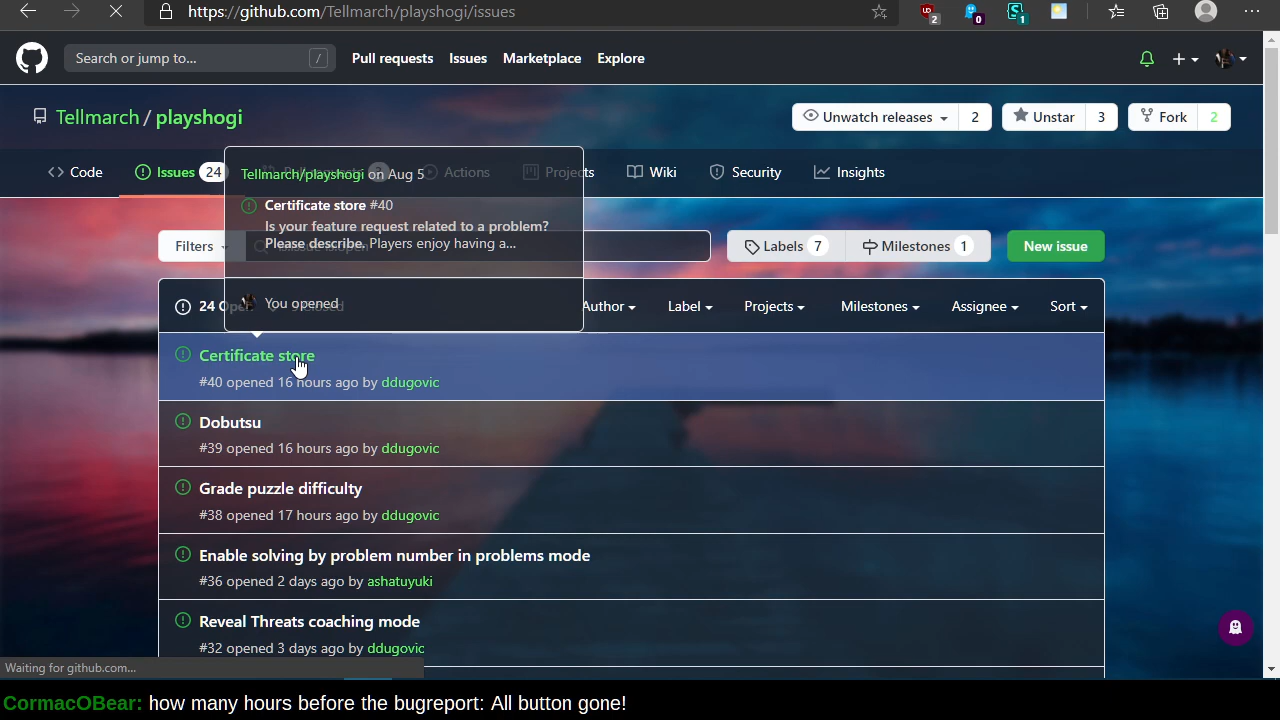 https://github.com/Tellmarch/playshogi/issues
2
0
1
Search or jump to...
/
Pull requests
Issues
Marketplace
Explore
Tellmarch / playshogi
Unwatch releases
2
Unstar
3
Fork
2
Code
Issues 24
Actions
Projects
Wiki
Security
Insights
Tellmarch/playshogi on Aug 5
Certificate store #40
Is your feature request related to a problem?
Please describe. Players enjoy having a...
You opened
Filters
Labels 7
Milestones 1
New issue
24 Open
Author
Label
Projects
Milestones
Assignee
Sort
Certificate store
#40 opened 16 hours ago by ddugovic
Dobutsu
#39 opened 16 hours ago by ddugovic
Grade puzzle difficulty
#38 opened 17 hours ago by ddugovic
Enable solving by problem number in problems mode
#36 opened 2 days ago by ashatuyuki
Reveal Threats coaching mode
#32 opened 3 days ago by ddugovic
Waiting for github.com...
CormacOBear: how many hours before the bugreport: All button gone!